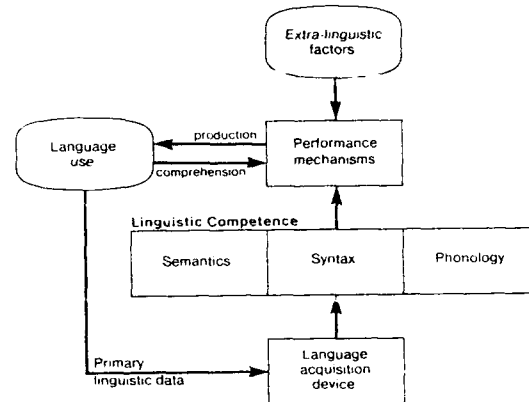 Extra-linguistic
factors
production
Language
use
Performance
mechanisms
comprehension
Linguistic Competence
Semantics
Syntax
Phonology
Primary
linguistic data
Language
acquisition
device